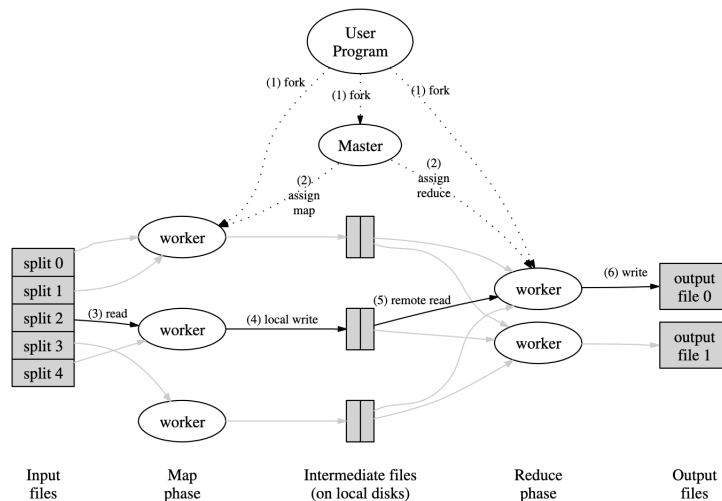 User
Program
(1) fork
(1) fork
(1) fork
Master
(2)
assign
map
(2)
assign
reduce
worker
split 0
split 1
split 2
split 3
split 4
(3) read
worker
(4) local write
(5) remote read
worker
(6) write
output
file 0
worker
output
file 1
worker
Input
files
Map
phase
Intermediate files
(on local disks)
Reduce
phase
Output
files